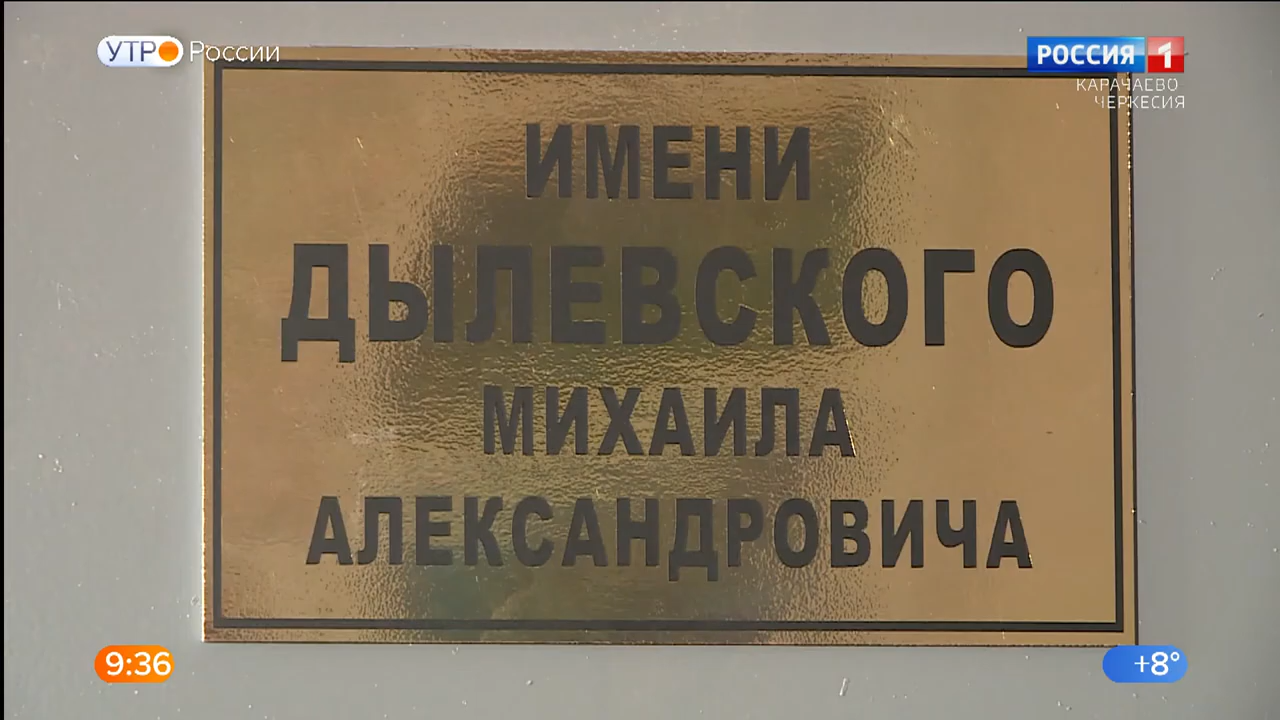 УТРО России
РОССИЯ 1
КАРАЧАЕВО
ЧЕРКЕСИЯ
ИМЕНИ
ДЫЛЕВСКОГО
МИХАИЛА
АЛЕКСАНДРОВИЧА
9:36
+8°